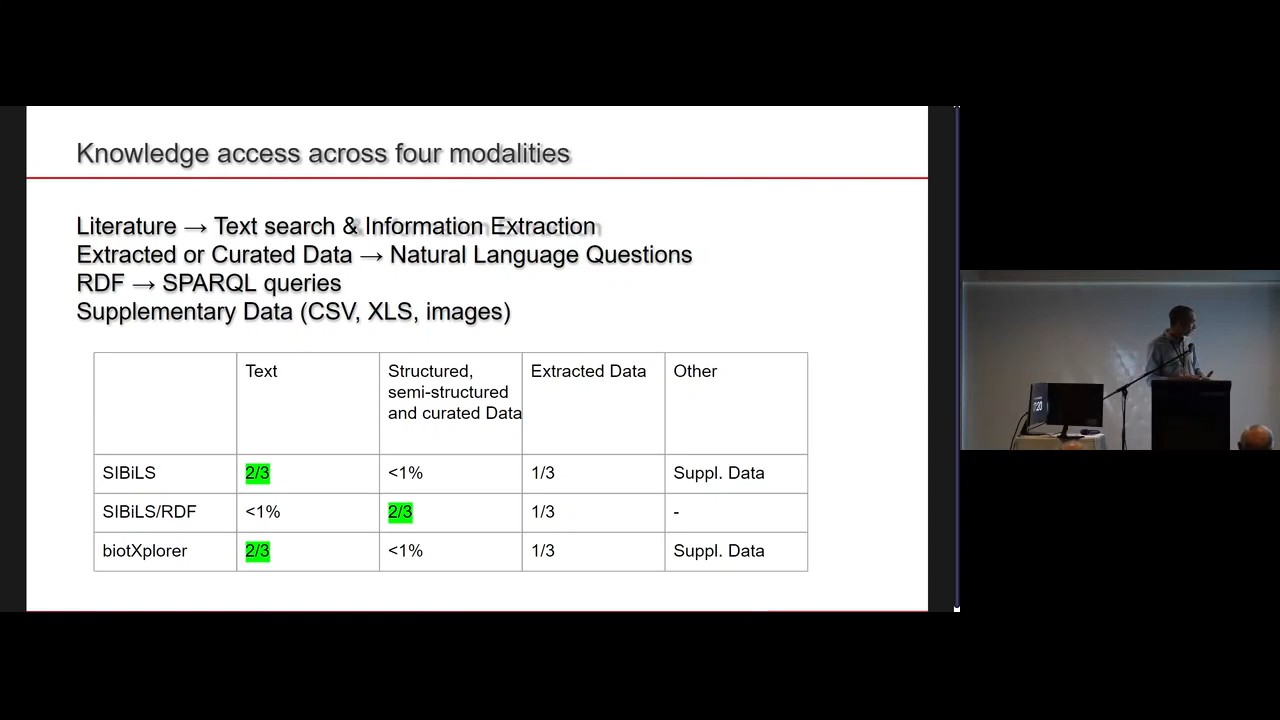 Knowledge access across four modalities
Literature → Text search & Information Extraction
Extracted or Curated Data → Natural Language Questions
RDF → SPARQL queries
Supplementary Data (CSV, XLS, images)
Text
Structured, semi-structured and curated Data
Extracted Data
Other
SIBiLS 2/3 <1% 1/3 Suppl. Data
SIBiLS/RDF <1% 2/3 1/3 -
biotXplorer 2/3 <1% 1/3 Suppl. Data